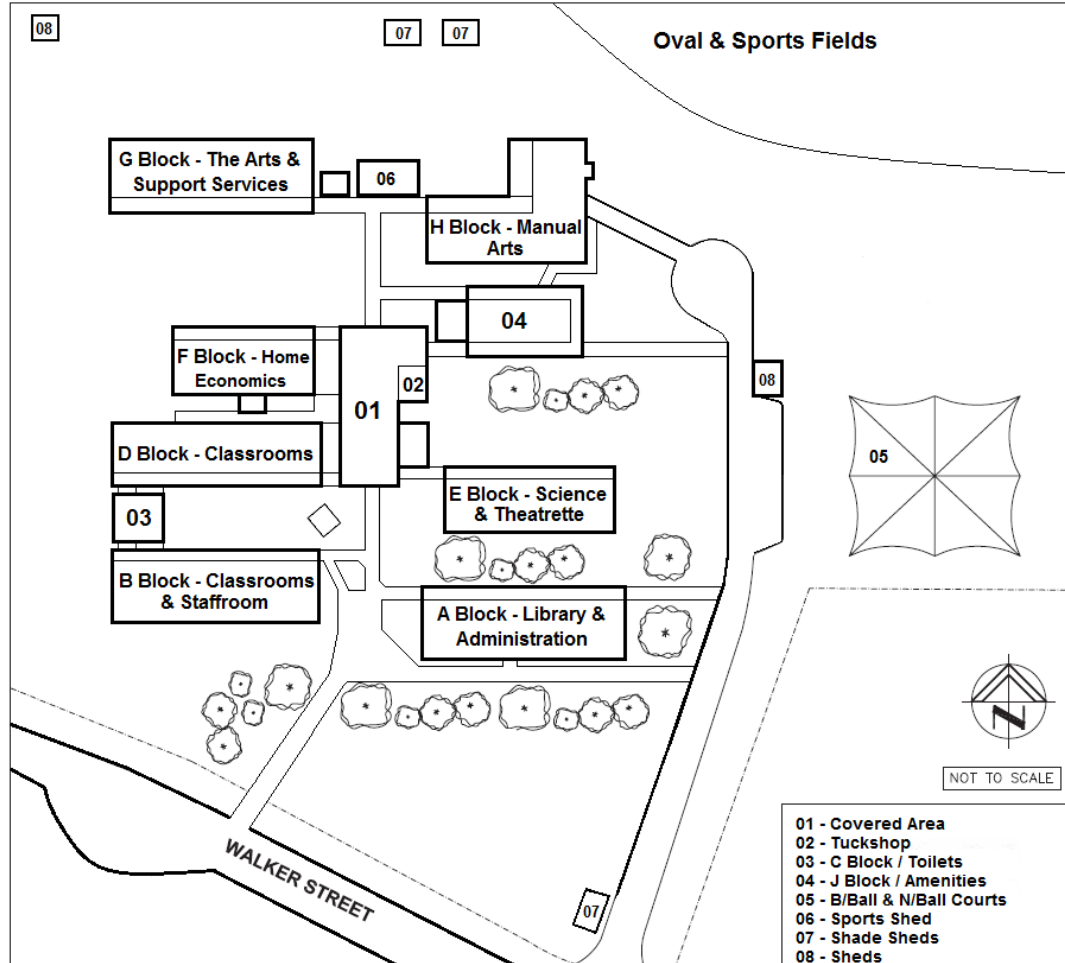 08
07
07
Oval & Sports Fields
G Block - The Arts &
Support Services
06
H Block - Manual
Arts
04
F Block - Home
Economics
02
01
08
05
D Block - Classrooms
E Block - Science
& Theatrette
03
B Block - Classrooms
& Staffroom
A Block - Library &
Administration
N
NOT TO SCALE
WALKER STREET
07
01 - Covered Area
02 - Tuckshop
03 - C Block / Toilets
04 - J Block / Amenities
05 - B/Ball & N/Ball Courts
06 - Sports Shed
07 - Shade Sheds
08 - Sheds